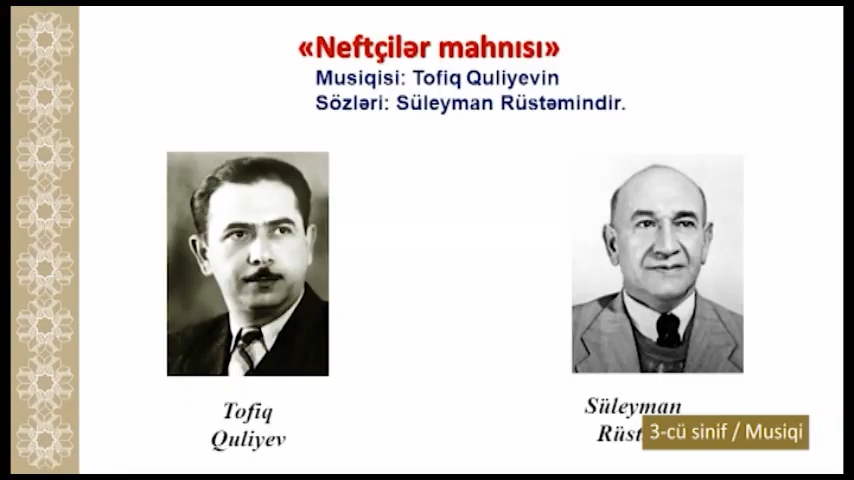 «Neftçilər mahnısı»
Musiqisi: Tofiq Quliyevin
Sözləri: Süleyman Rüstəmindir.
Tofiq
Quliyev
Süleyman
3-cü sinif / Musiqi